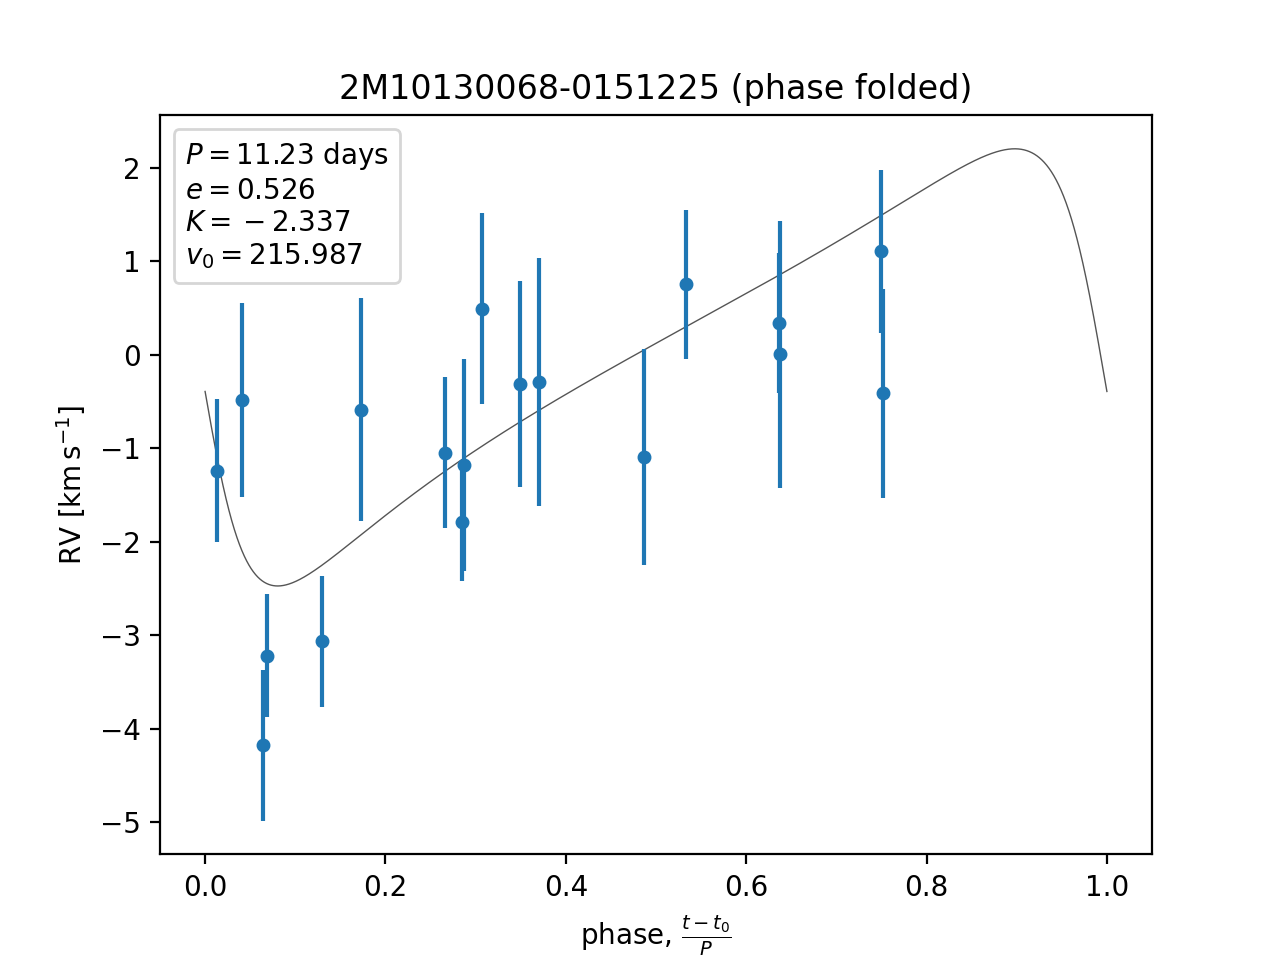 2M10130068-0151225 (phase folded)
P = 11.23 days
e = 0.526
K = −2.337
v₀ = 215.987
2
1
0
−1
−2
−3
−4
−5
RV [km s⁻¹]
0.0 0.2 0.4 0.6 0.8 1.0
phase, (t − t₀)/P